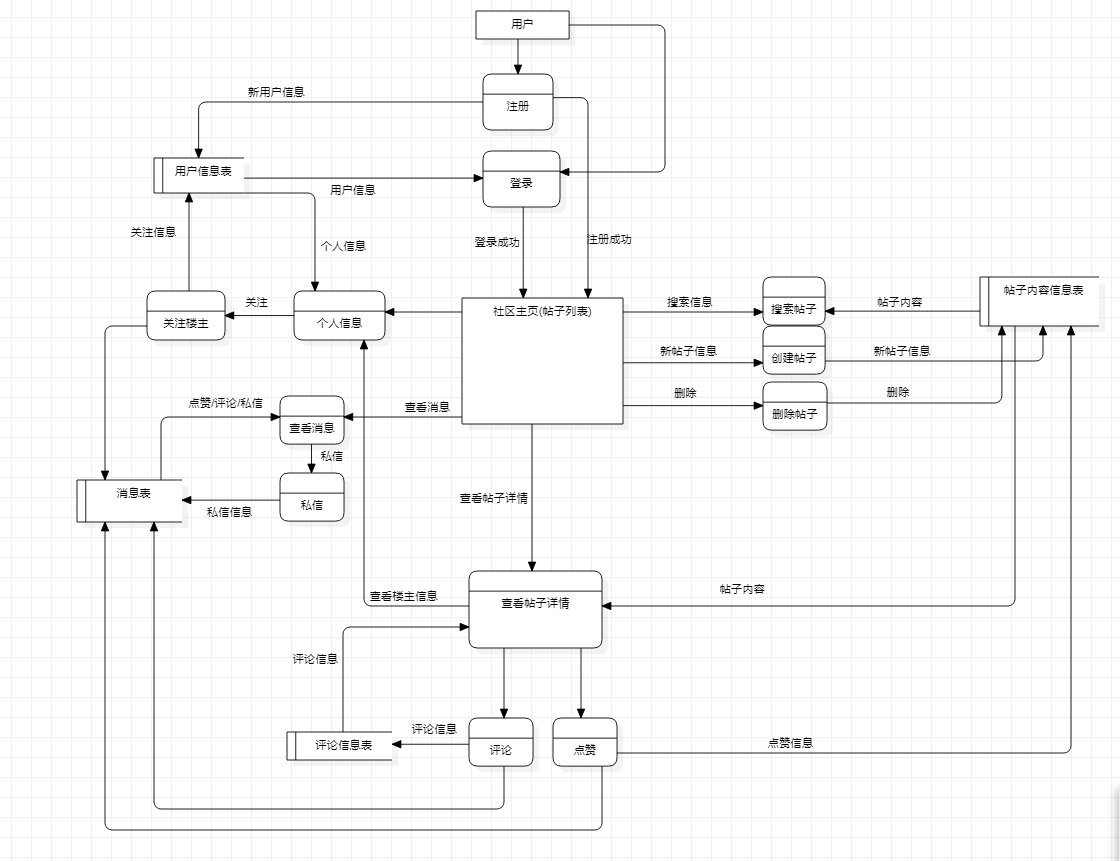 用户
新用户信息
注册
用户信息表
用户信息
登录
关注信息
个人信息
登录成功
注册成功
关注楼主
关注
个人信息
社区主页(帖子列表)
搜索信息
搜索帖子
帖子内容
帖子内容信息表
新帖子信息
创建帖子
新帖子信息
删除
删除帖子
删除
点赞/评论/私信
查看消息
查看消息
私信
消息表
私信信息
私信
查看帖子详情
查看楼主信息
查看帖子详情
帖子内容
评论信息
评论信息表
评论信息
评论
点赞
点赞信息